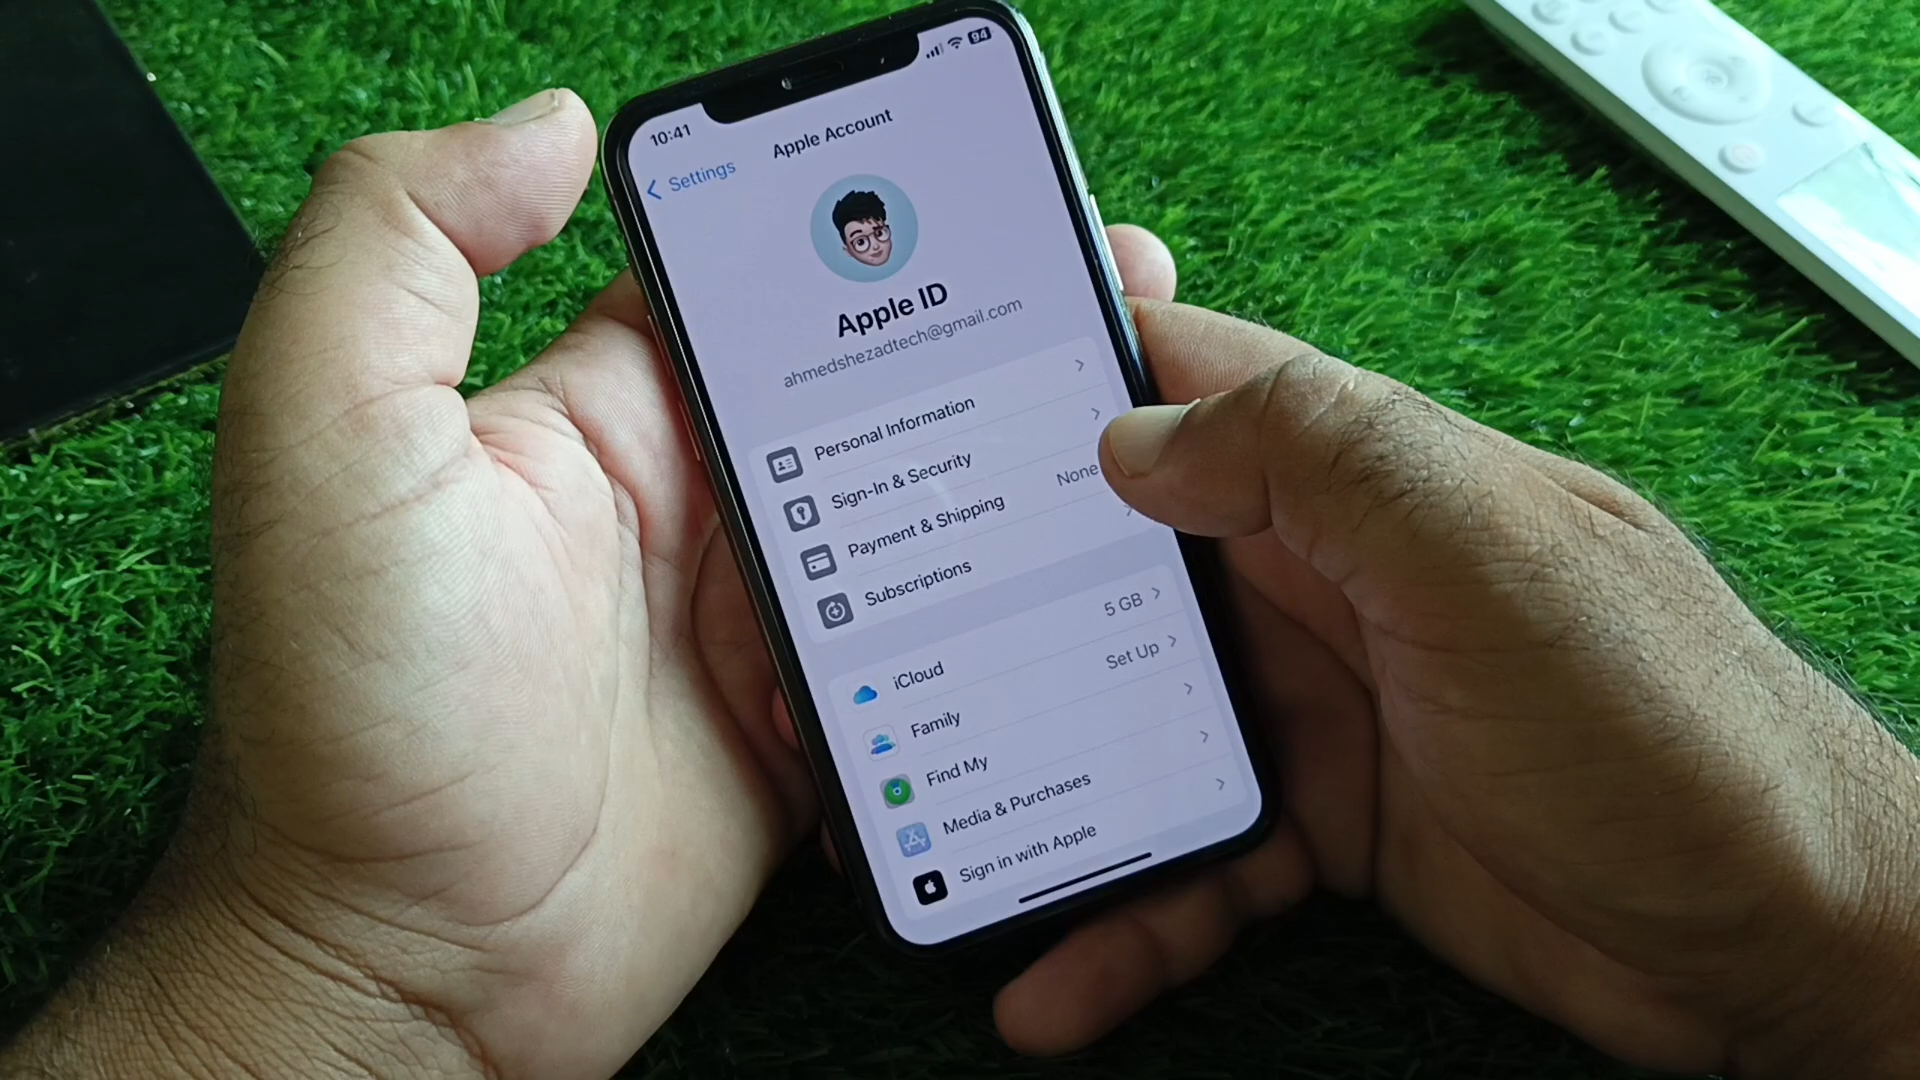 10:41
94
Settings
Apple Account
Apple ID
ahmedshezadtech@gmail.com
Personal Information
Sign-In & Security
Payment & Shipping None
Subscriptions
iCloud 5 GB
Family Set Up
Find My
Media & Purchases
Sign in with Apple